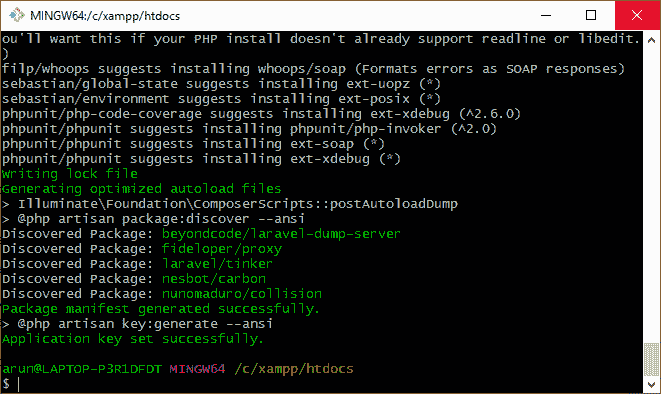 MINGW64:/c/xampp/htdocs
ou'll want this if your PHP install doesn't already support readline or libedit.
)
filp/whoops suggests installing whoops/soap (Formats errors as SOAP responses)
sebastian/global-state suggests installing ext-uopz (*)
sebastian/environment suggests installing ext-posix (*)
phpunit/php-code-coverage suggests installing ext-xdebug (^2.6.0)
phpunit/phpunit suggests installing phpunit/php-invoker (^2.0)
phpunit/phpunit suggests installing ext-soap (*)
phpunit/phpunit suggests installing ext-xdebug (*)
Writing lock file
Generating optimized autoload files
> Illuminate\Foundation\ComposerScripts::postAutoloadDump
> @php artisan package:discover --ansi
Discovered Package: beyondcode/laravel-dump-server
Discovered Package: fideloper/proxy
Discovered Package: laravel/tinker
Discovered Package: nesbot/carbon
Discovered Package: nunomaduro/collision
Package manifest generated successfully.
> @php artisan key:generate --ansi
Application key set successfully.
arun@LAPTOP-P3R1DFDT MINGW64 /c/xampp/htdocs
$